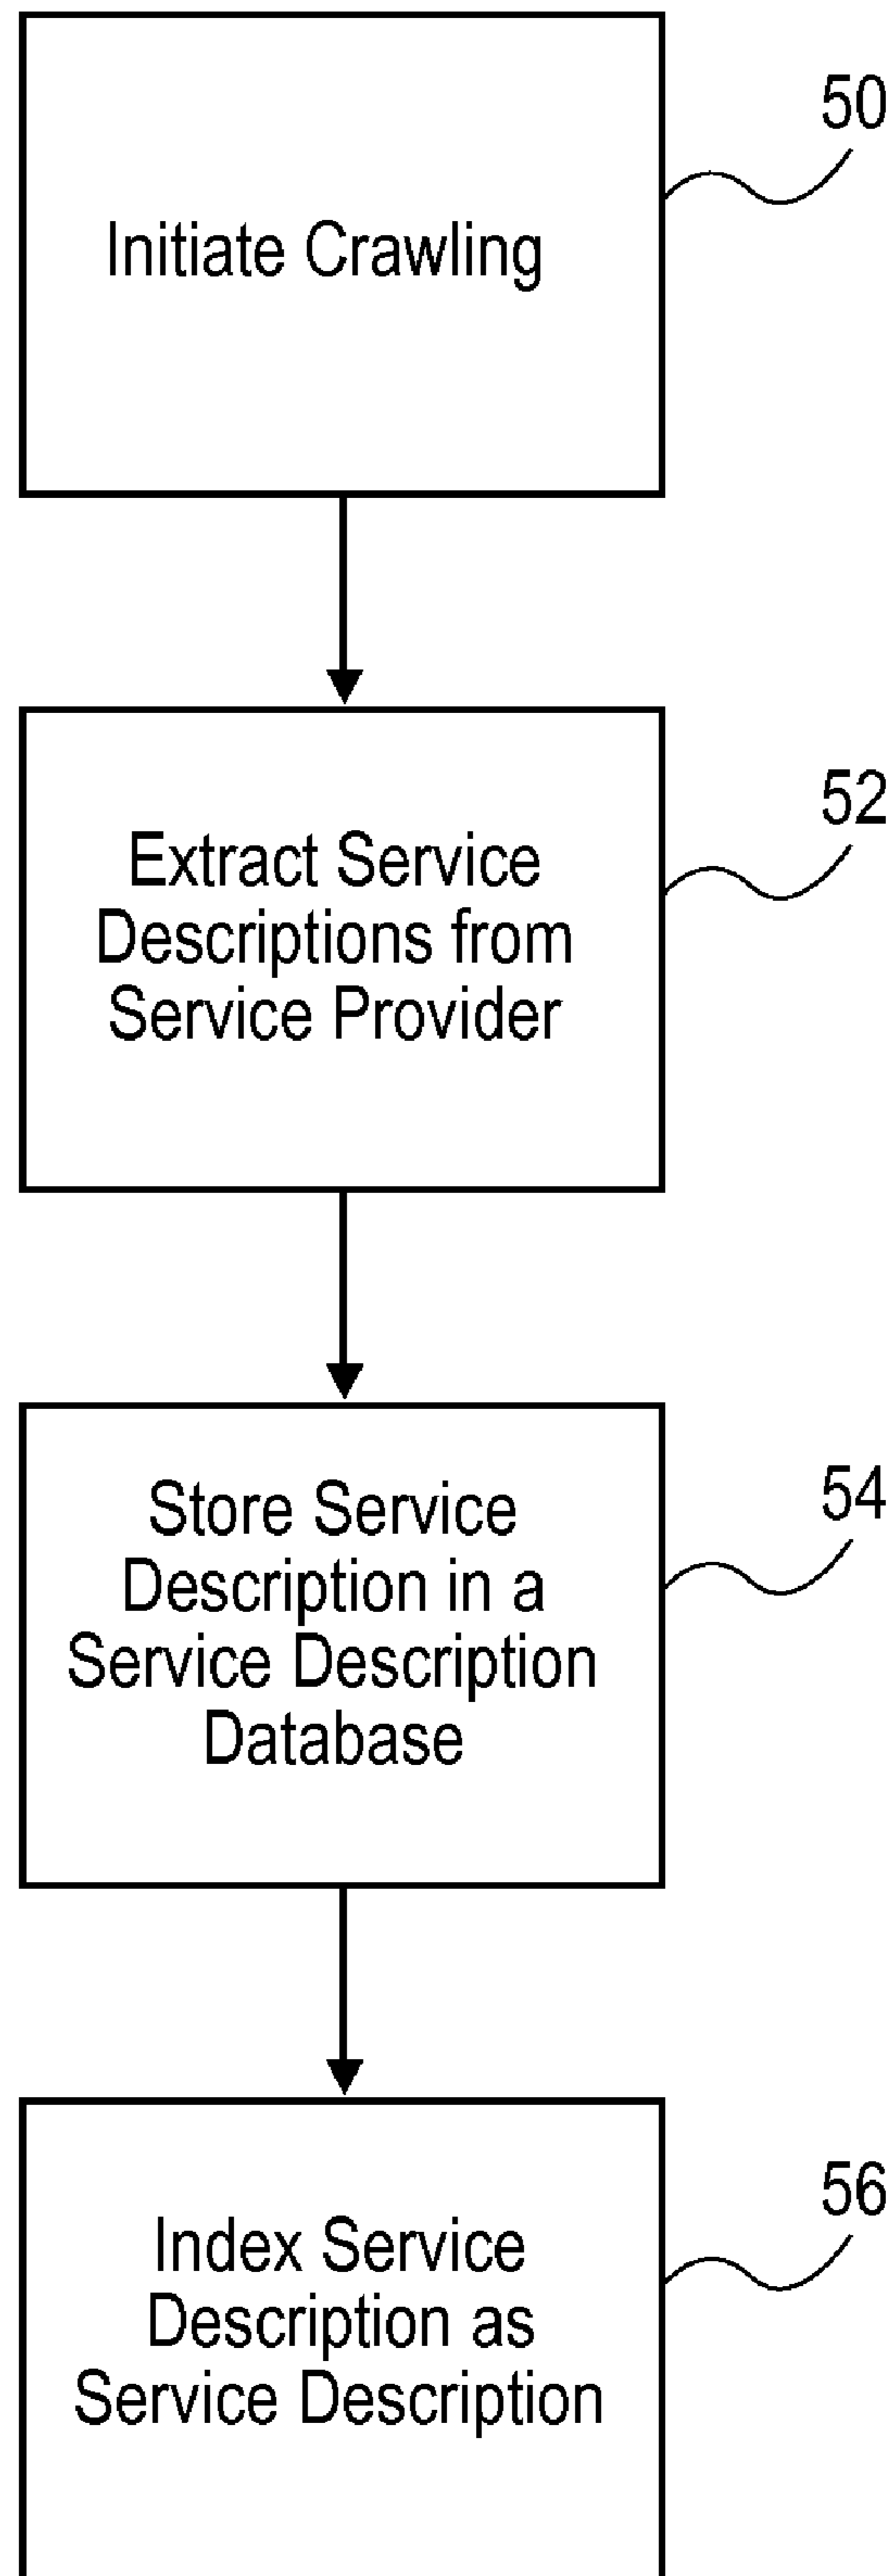 50
Initiate Crawling
52
Extract Service
Descriptions from
Service Provider
54
Store Service
Description in a
Service Description
Database
56
Index Service
Description as
Service Description